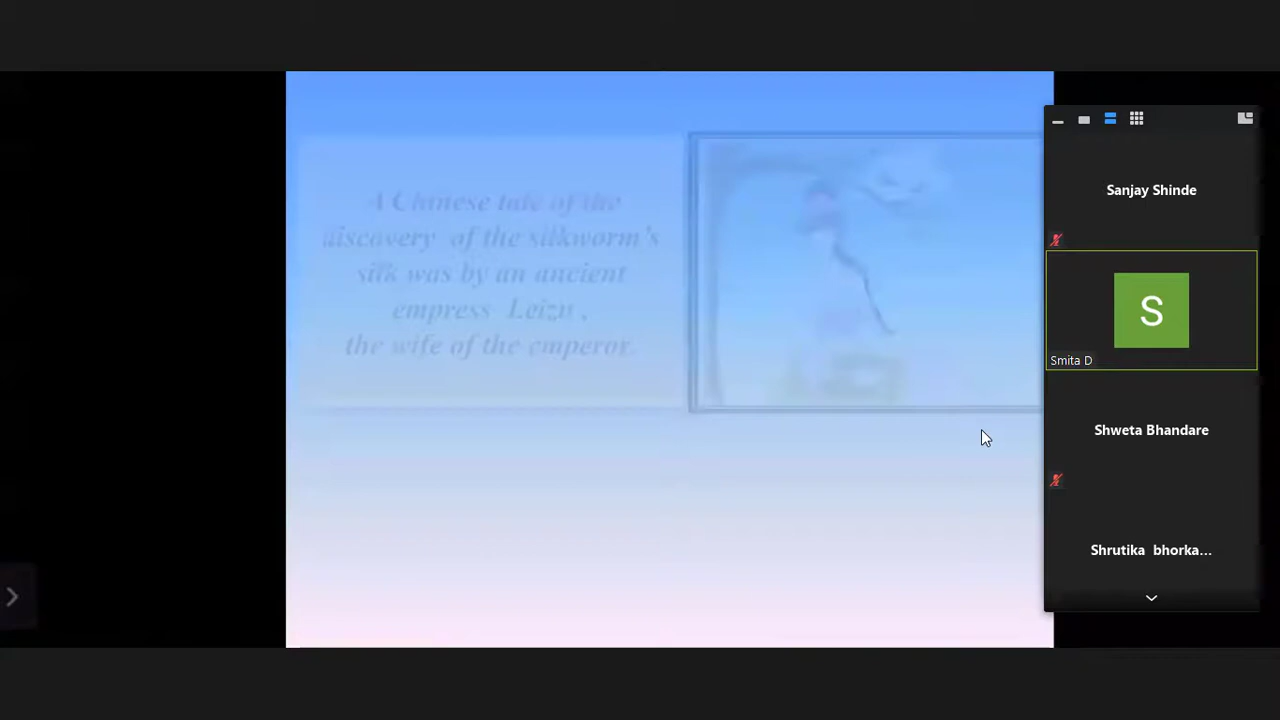 A Chinese tale of the
discovery of the silkworm's
silk was by an ancient
empress Leizu ,
the wife of the emperor.
Sanjay Shinde
S
Smita D
Shweta Bhandare
Shrutika bhorka...